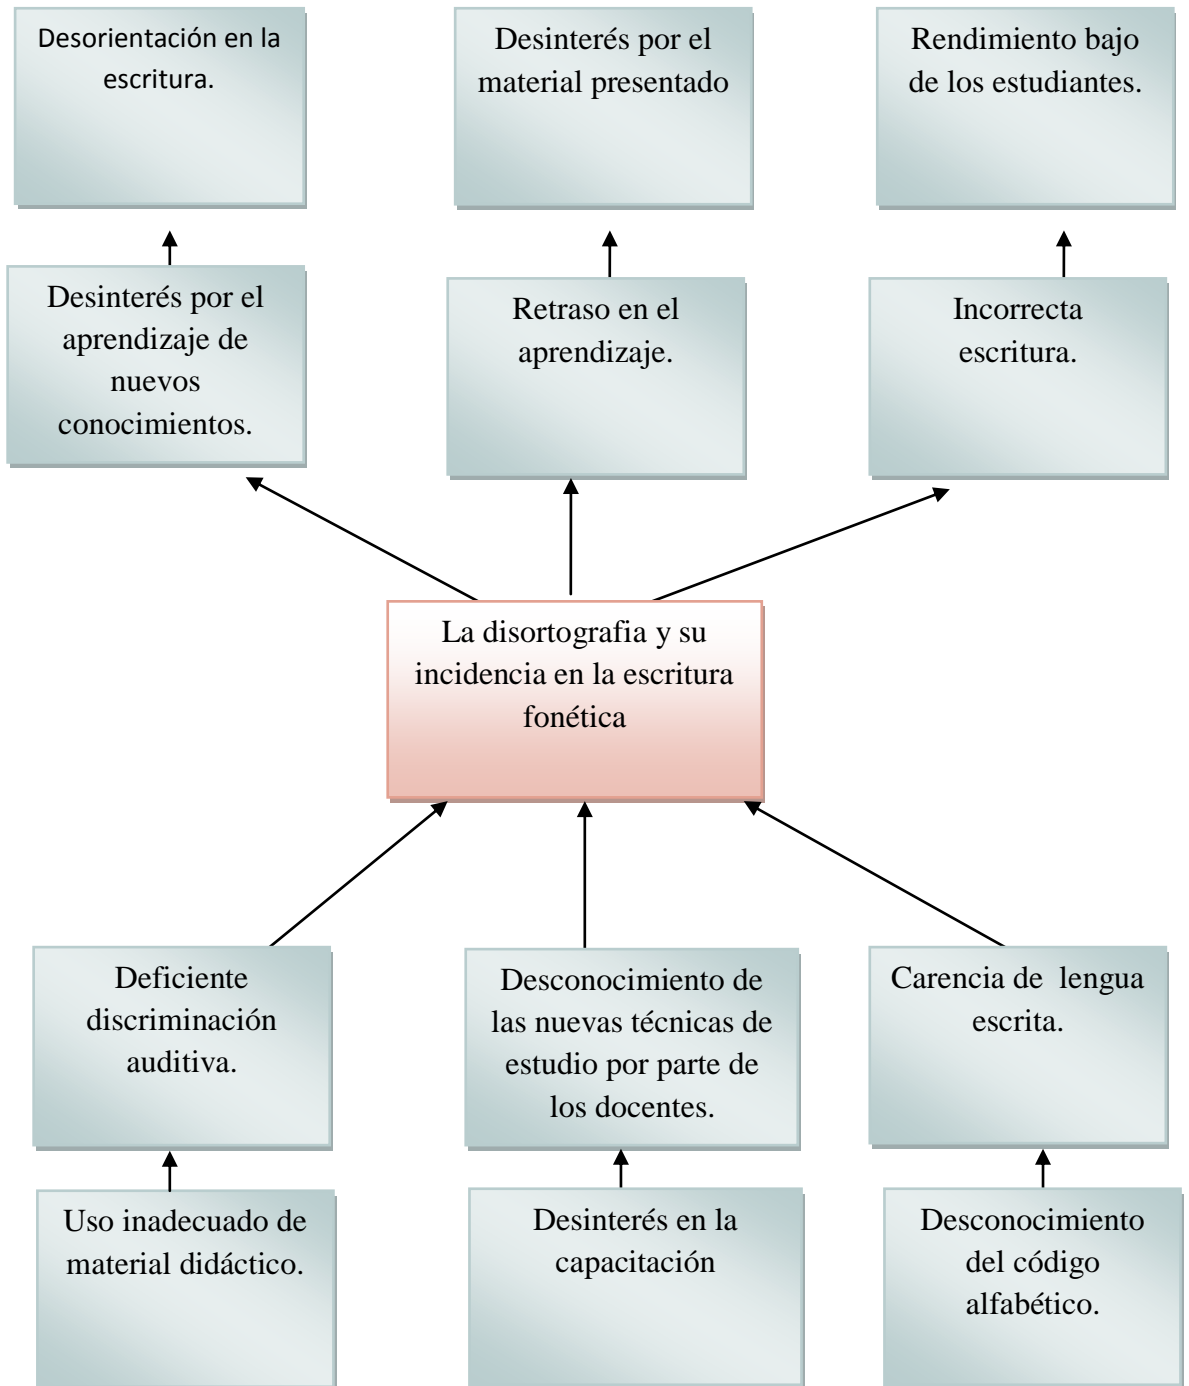 Desorientación en la
escritura.
Desinterés por el
material presentado
Rendimiento bajo
de los estudiantes.
Desinterés por el
aprendizaje de
nuevos
conocimientos.
Retraso en el
aprendizaje.
Incorrecta
escritura.
La disortografia y su
incidencia en la escritura
fonética
Deficiente
discriminación
auditiva.
Desconocimiento de
las nuevas técnicas de
estudio por parte de
los docentes.
Carencia de lengua
escrita.
Uso inadecuado de
material didáctico.
Desinterés en la
capacitación
Desconocimiento
del código
alfabético.